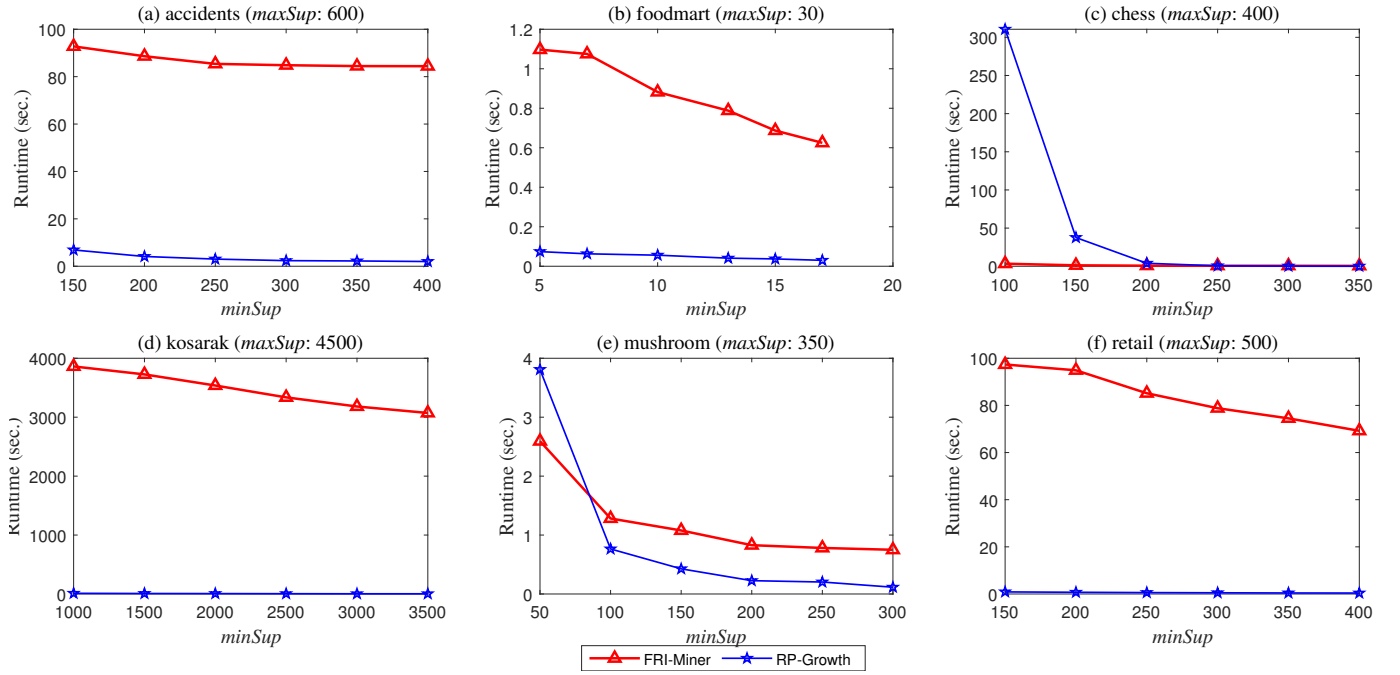 (a) accidents (maxSup: 600)
100
80
60
40
20
0
Runtime (sec.)
150 200 250 300 350 400
minSup
(b) foodmart (maxSup: 30)
1.2
1
0.8
0.6
0.4
0.2
0
Runtime (sec.)
5 10 15 20
minSup
(c) chess (maxSup: 400)
300
250
200
150
100
50
0
Runtime (sec.)
100 150 200 250 300 350
minSup
(d) kosarak (maxSup: 4500)
4000
3000
2000
1000
0
Runtime (sec.)
1000 1500 2000 2500 3000 3500
minSup
(e) mushroom (maxSup: 350)
4
3
2
1
0
Runtime (sec.)
50 100 150 200 250 300
minSup
(f) retail (maxSup: 500)
100
80
60
40
20
0
Runtime (sec.)
150 200 250 300 350 400
minSup
FRI-Miner RP-Growth